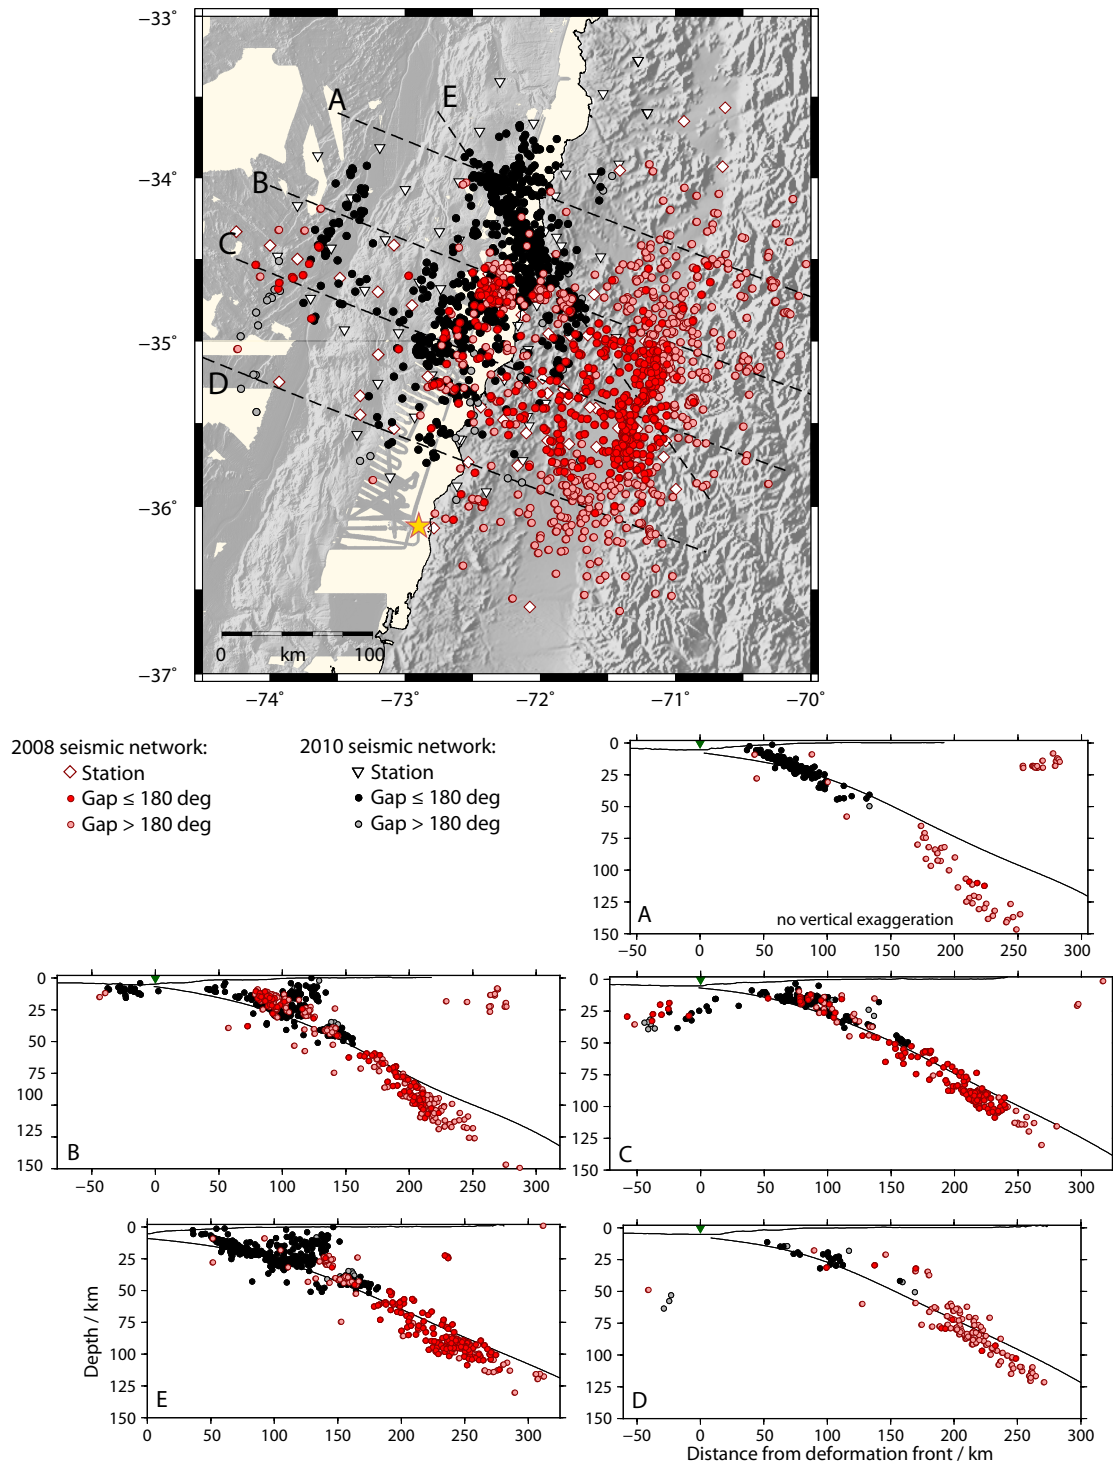 −33°
−34°
−35°
−36°
−37°
A
E
B
C
D
0 km 100
−74° −73° −72° −71° −70°
2008 seismic network:
Station
Gap ≤ 180 deg
Gap > 180 deg
2010 seismic network:
Station
Gap ≤ 180 deg
Gap > 180 deg
0
25
50
75
100
125
150
A
no vertical exaggeration
−50 0 50 100 150 200 250 300
0
25
50
75
100
125
150
B
−50 0 50 100 150 200 250 300
0
25
50
75
100
125
150
C
−50 0 50 100 150 200 250 300
Depth / km
0
25
50
75
100
125
150
E
0 50 100 150 200 250 300
0
25
50
75
100
125
150
D
−50 0 50 100 150 200 250 300
Distance from deformation front / km